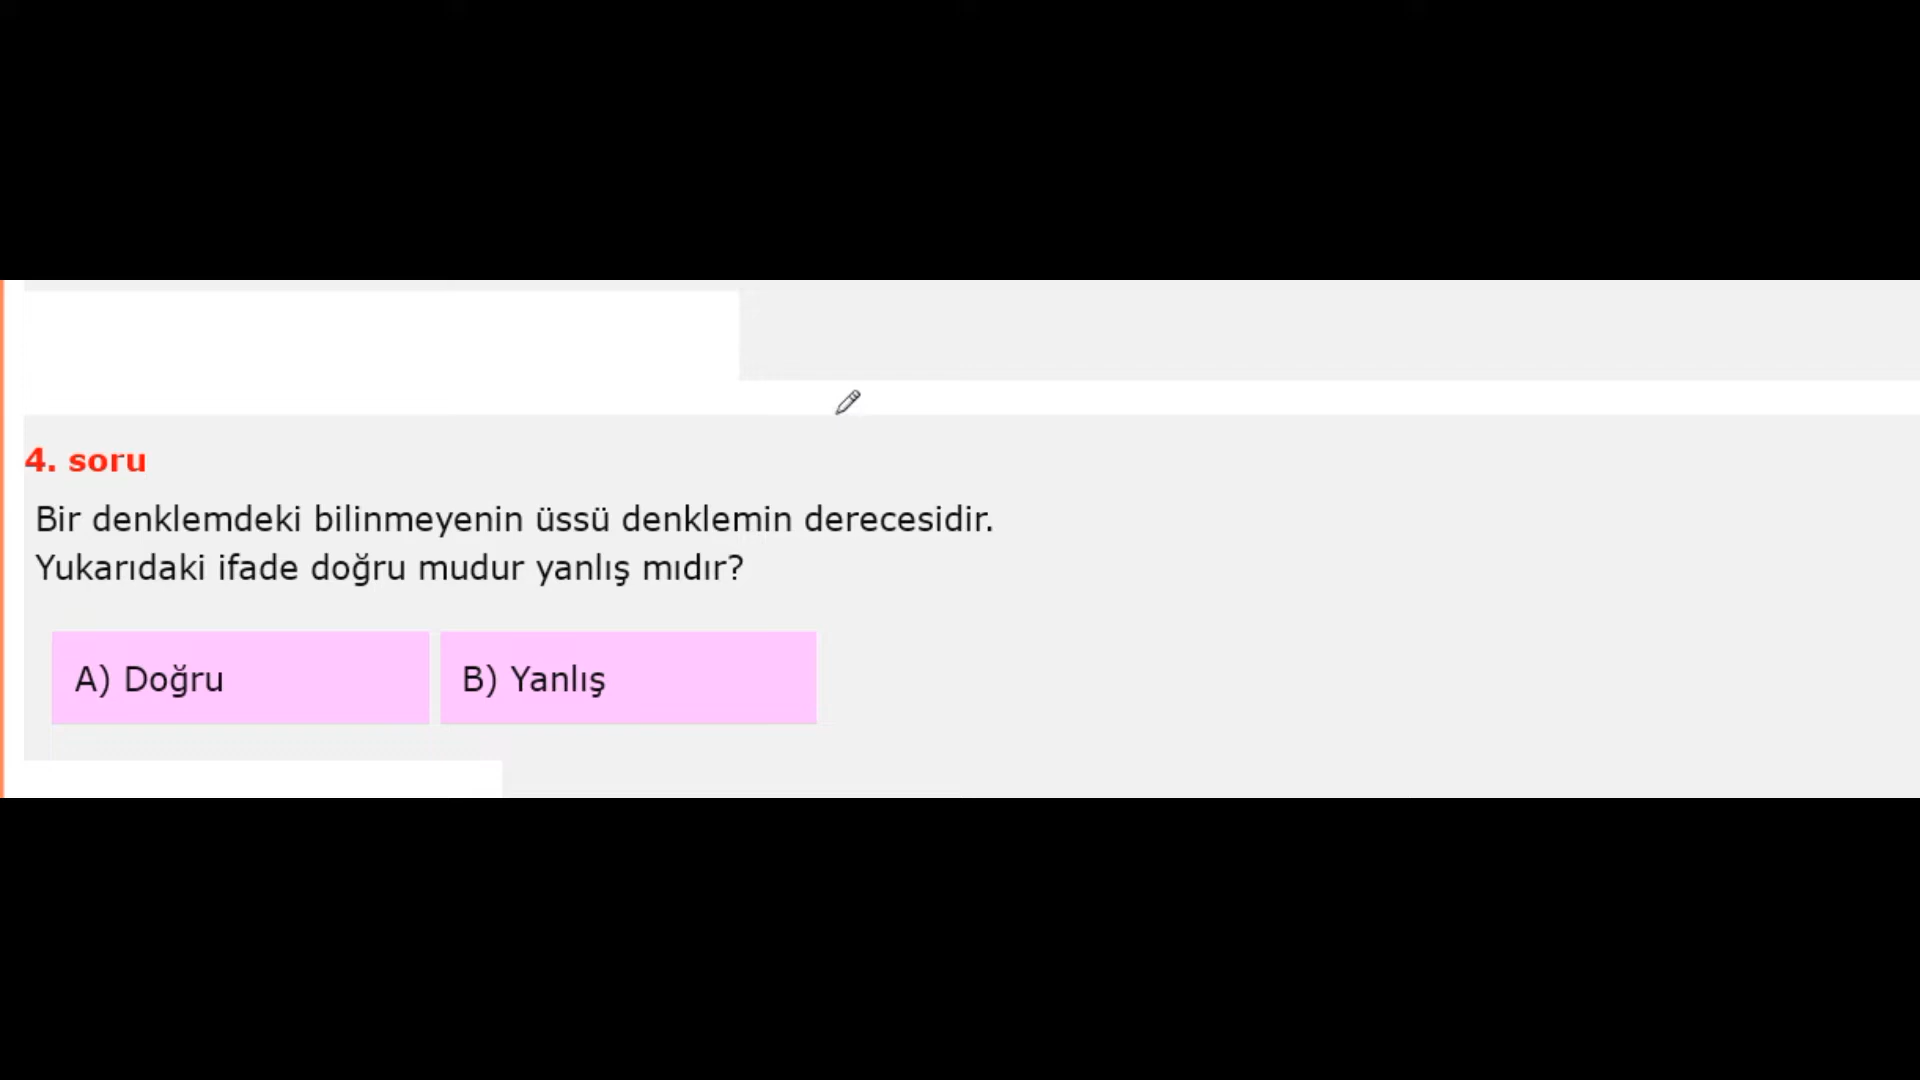 4. soru
Bir denklemdeki bilinmeyenin üssü denklemin derecesidir.
Yukarıdaki ifade doğru mudur yanlış mıdır?
A) Doğru
B) Yanlış